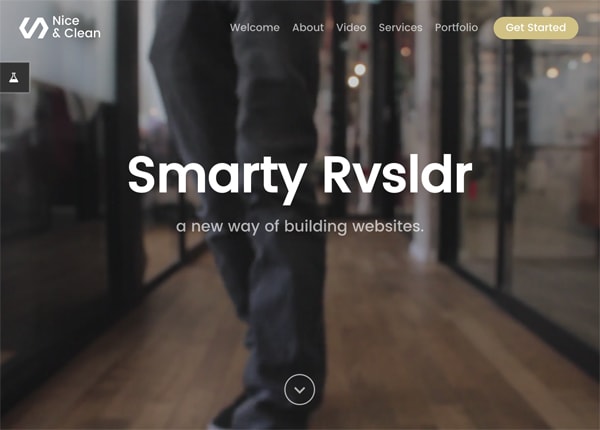 Nice
& Clean
Welcome About Video Services Portfolio Get Started
Smarty Rvsldr
a new way of building websites.